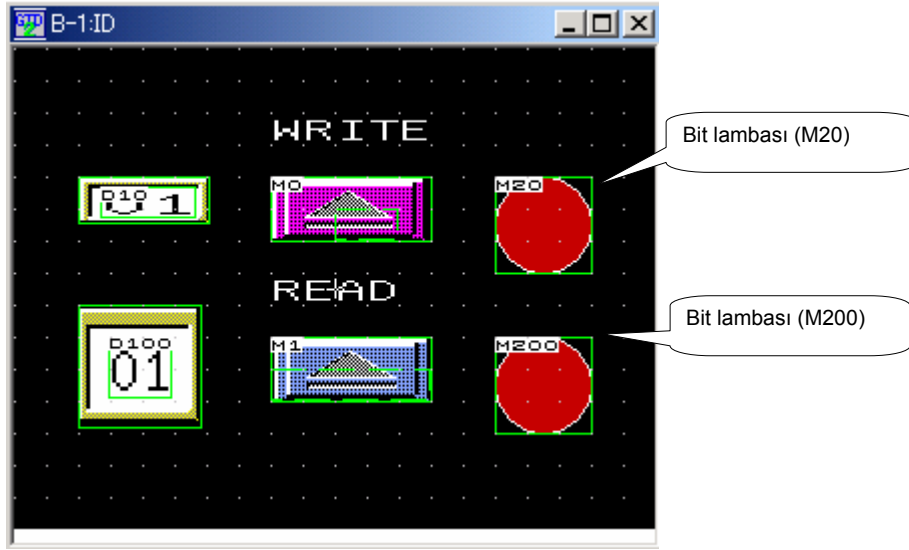 B-1:ID
WRITE
Bit lambası (M20)
D10
1
M0
M20
READ
Bit lambası (M200)
D100
01
M1
M200